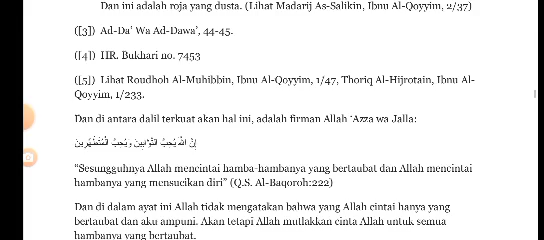 Dan ini adalah roja yang dusta. (Lihat Madarij As-Salikin, Ibnu Al-Qoyyim, 2/37)
([3]) Ad-Da’ Wa Ad-Dawa’, 44-45.
([4]) HR. Bukhari no. 7453
([5]) Lihat Roudhoh Al-Muhibbin, Ibnu Al-Qoyyim, 1/47, Thoriq Al-Hijrotain, Ibnu Al-
Qoyyim, 1/233.
Dan di antara dalil terkuat akan hal ini, adalah firman Allah ‘Azza wa Jalla:
إِنَّ اللَّهَ يُحِبُّ التَّوَّابِينَ وَيُحِبُّ الْمُتَطَهِّرِينَ
“Sesungguhnya Allah mencintai hamba-hambanya yang bertaubat dan Allah mencintai
hambanya yang mensucikan diri” (Q.S. Al-Baqoroh:222)
Dan di dalam ayat ini Allah tidak mengatakan bahwa yang Allah cintai hanya yang
bertaubat dan aku ampuni. Akan tetapi Allah mutlakkan cinta Allah untuk semua
hambanya yang bertaubat.